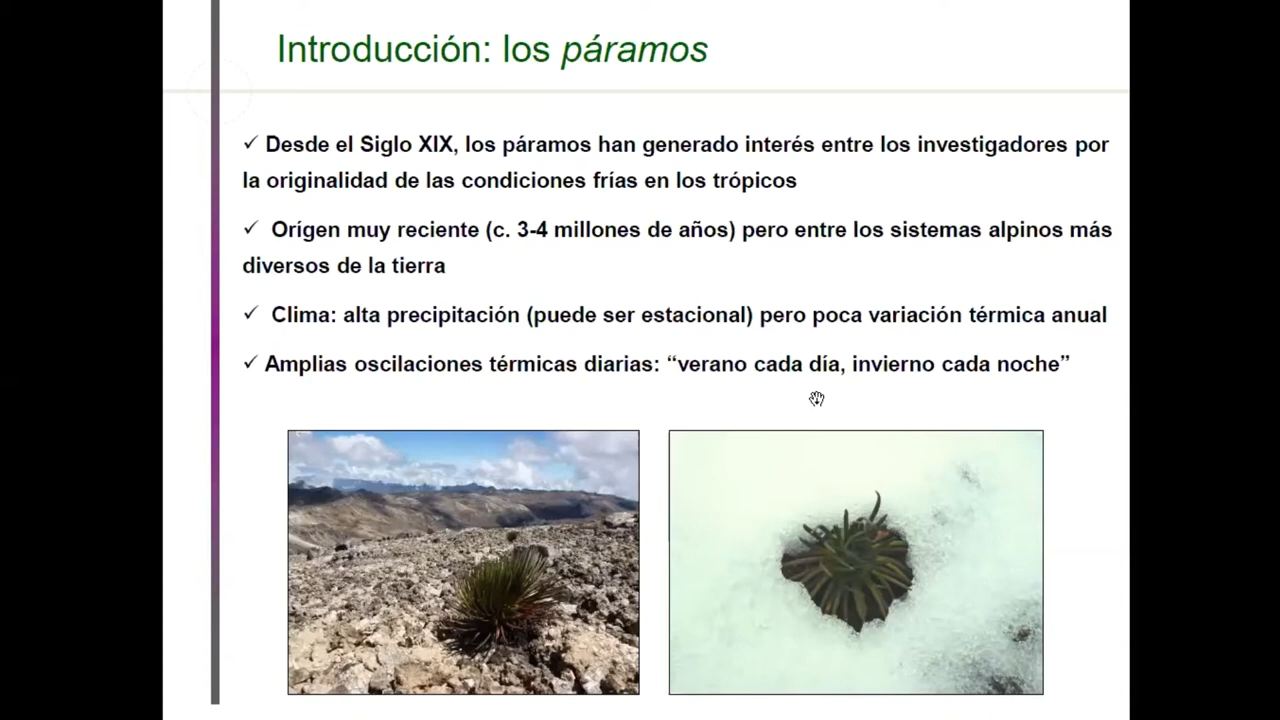 Introducción: los páramos
✓ Desde el Siglo XIX, los páramos han generado interés entre los investigadores por
la originalidad de las condiciones frías en los trópicos
✓ Orígen muy reciente (c. 3-4 millones de años) pero entre los sistemas alpinos más
diversos de la tierra
✓ Clima: alta precipitación (puede ser estacional) pero poca variación térmica anual
✓ Amplias oscilaciones térmicas diarias: “verano cada día, invierno cada noche”